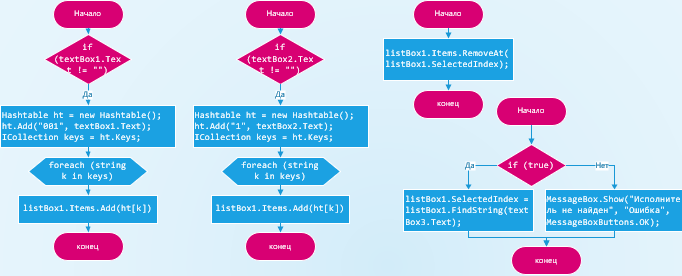 Начало
if
(textBox1.Tex
t != "")
Да
Hashtable ht = new Hashtable();
ht.Add("001", textBox1.Text);
ICollection keys = ht.Keys;
foreach (string
k in keys)
listBox1.Items.Add(ht[k])
конец
Начало
if
(textBox2.Tex
t != "")
Да
Hashtable ht = new Hashtable();
ht.Add("1", textBox2.Text);
ICollection keys = ht.Keys;
foreach (string
k in keys)
listBox1.Items.Add(ht[k])
конец
Начало
listBox1.Items.RemoveAt(
listBox1.SelectedIndex);
конец
Начало
if (true)
Да
Нет
listBox1.SelectedIndex =
listBox1.FindString(text
Box3.Text);
MessageBox.Show("Исполните
ль не найден", "Ошибка",
MessageBoxButtons.OK);
конец